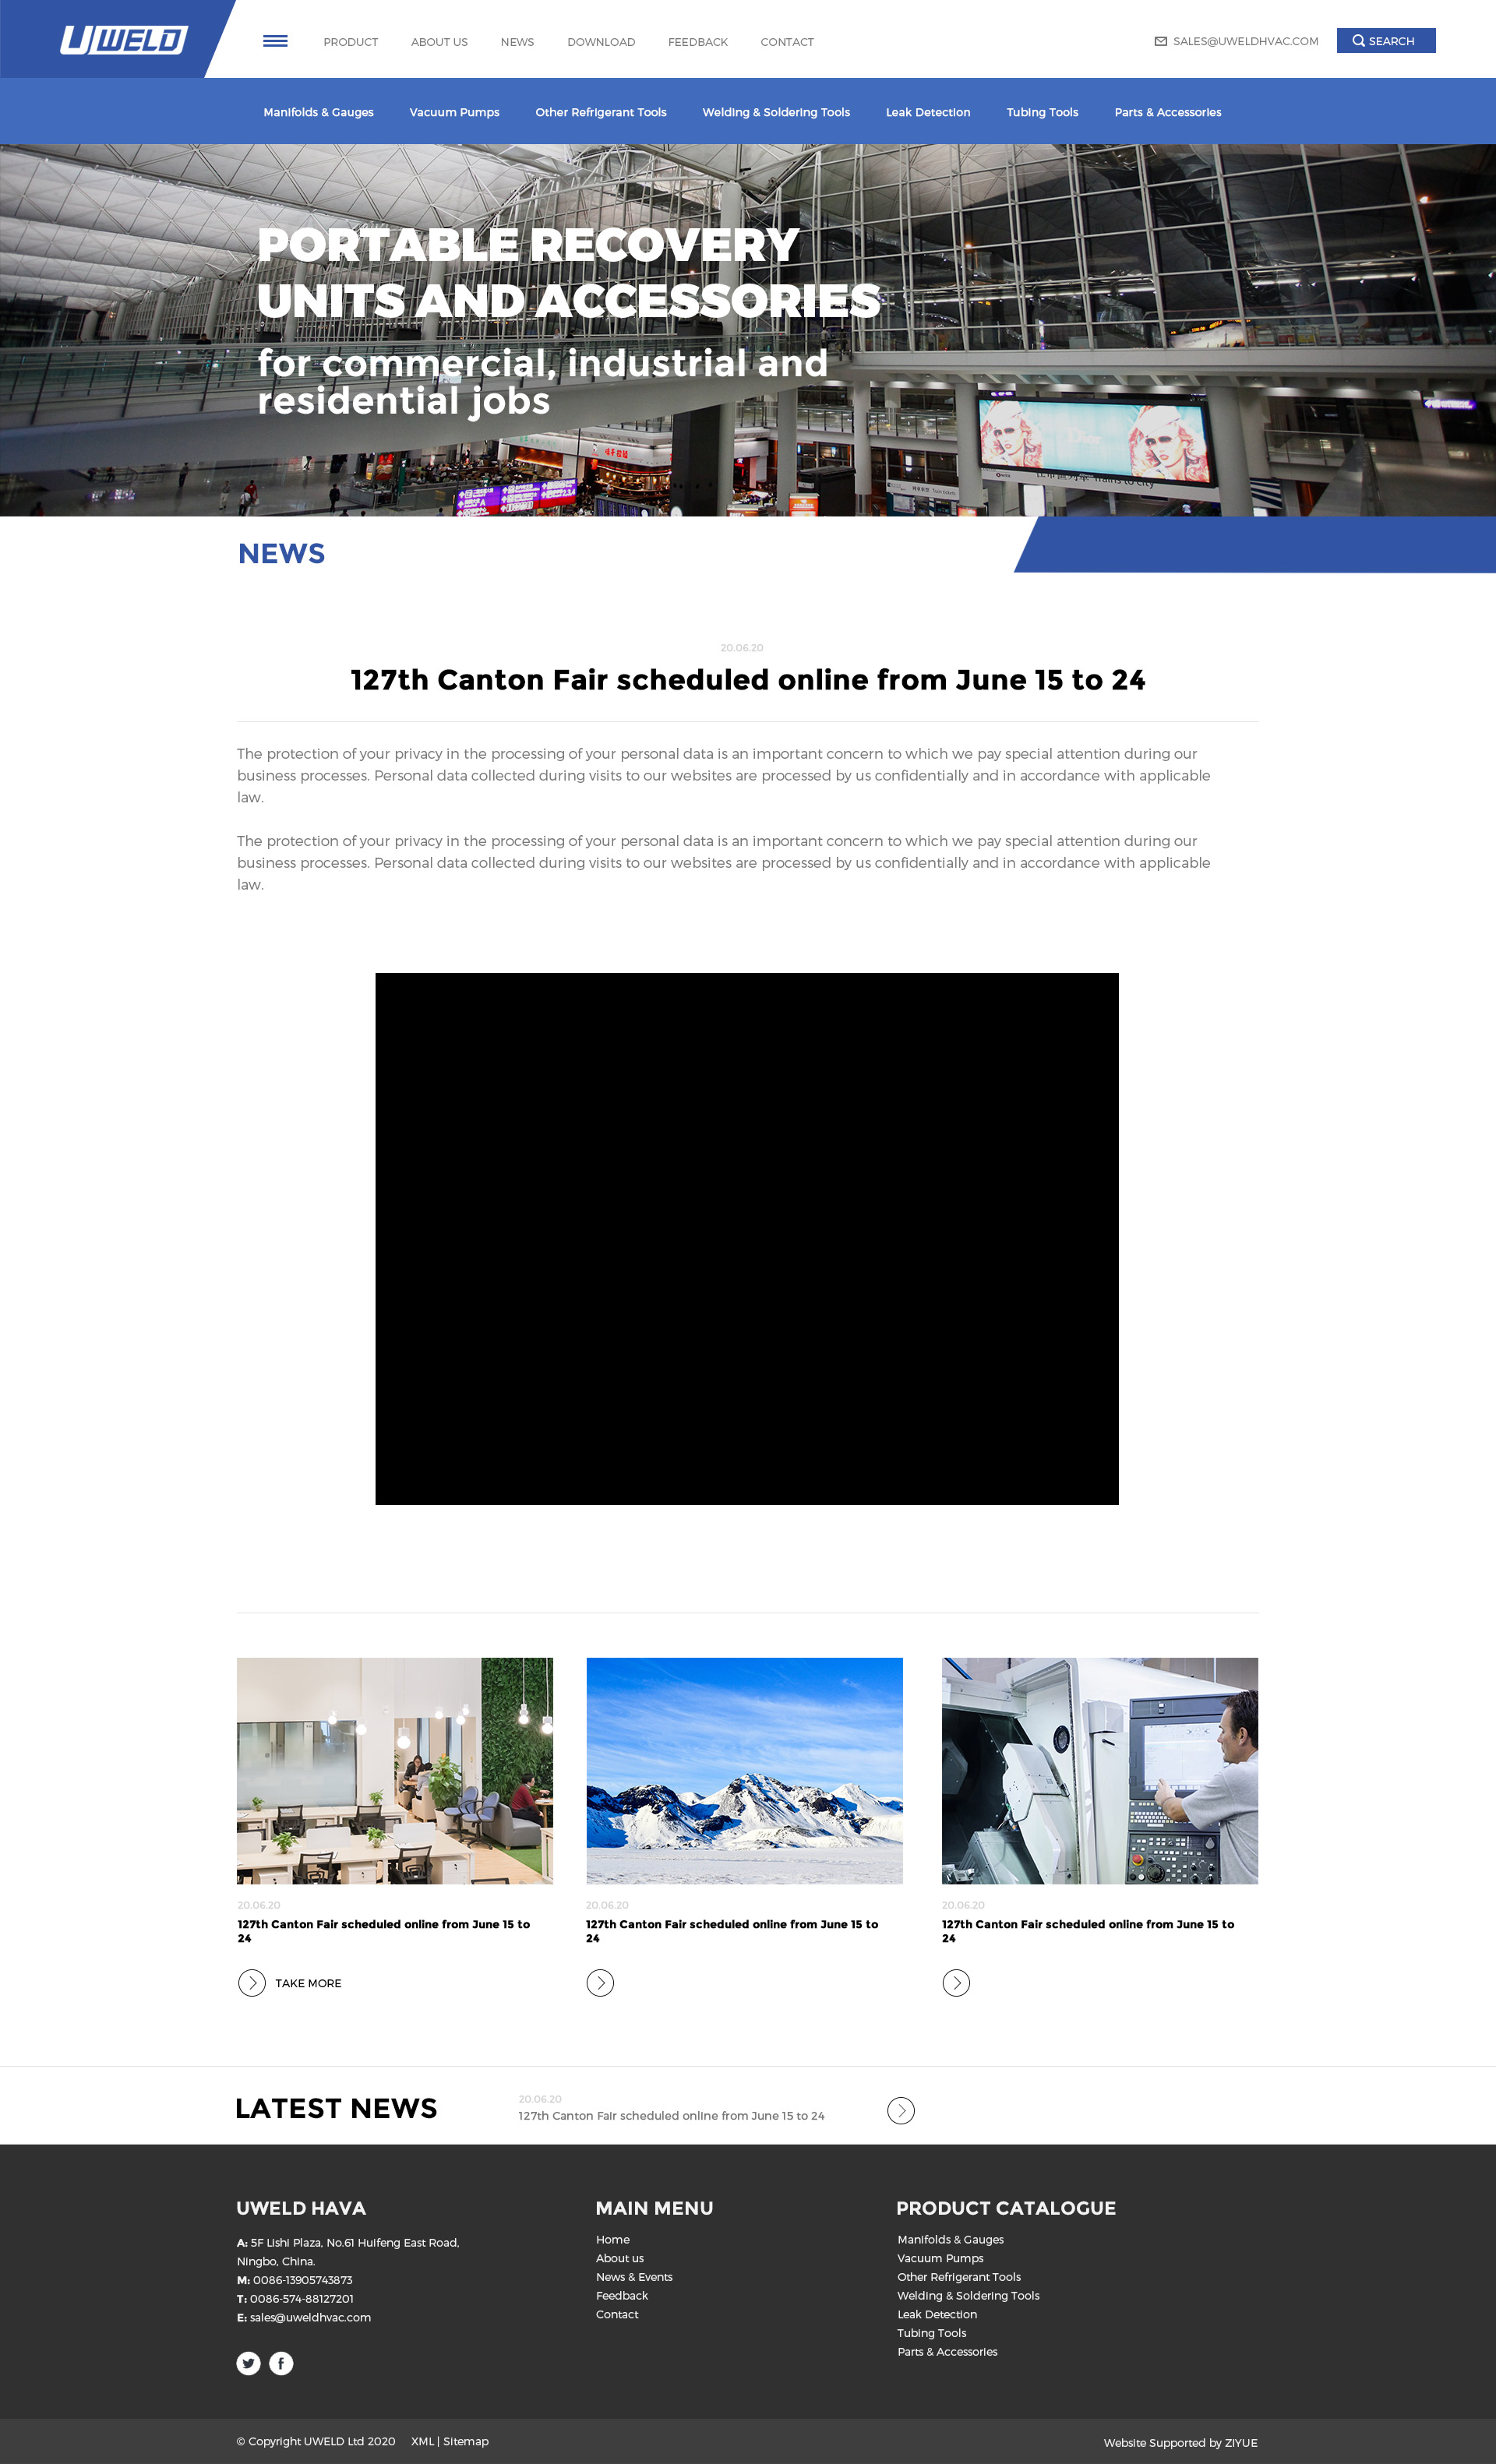 UWELD
PRODUCT ABOUT US NEWS DOWNLOAD FEEDBACK CONTACT
SALES@UWELDHVAC.COM
SEARCH
Manifolds & Gauges Vacuum Pumps Other Refrigerant Tools Welding & Soldering Tools Leak Detection Tubing Tools Parts & Accessories
PORTABLE RECOVERY
UNITS AND ACCESSORIES
for commercial, industrial and
residential jobs
Dior
NEWS
20.06.20
127th Canton Fair scheduled online from June 15 to 24
The protection of your privacy in the processing of your personal data is an important concern to which we pay special attention during our
business processes. Personal data collected during visits to our websites are processed by us confidentially and in accordance with applicable
law.
The protection of your privacy in the processing of your personal data is an important concern to which we pay special attention during our
business processes. Personal data collected during visits to our websites are processed by us confidentially and in accordance with applicable
law.
20.06.20
127th Canton Fair scheduled online from June 15 to
24
TAKE MORE
20.06.20
127th Canton Fair scheduled online from June 15 to
24
20.06.20
127th Canton Fair scheduled online from June 15 to
24
LATEST NEWS
20.06.20
127th Canton Fair scheduled online from June 15 to 24
UWELD HAVA
A: 5F Lishi Plaza, No.61 Huifeng East Road,
Ningbo, China.
M: 0086-13905743873
T: 0086-574-88127201
E: sales@uweldhvac.com
MAIN MENU
Home
About us
News & Events
Feedback
Contact
PRODUCT CATALOGUE
Manifolds & Gauges
Vacuum Pumps
Other Refrigerant Tools
Welding & Soldering Tools
Leak Detection
Tubing Tools
Parts & Accessories
© Copyright UWELD Ltd 2020 XML | Sitemap
Website Supported by ZIYUE